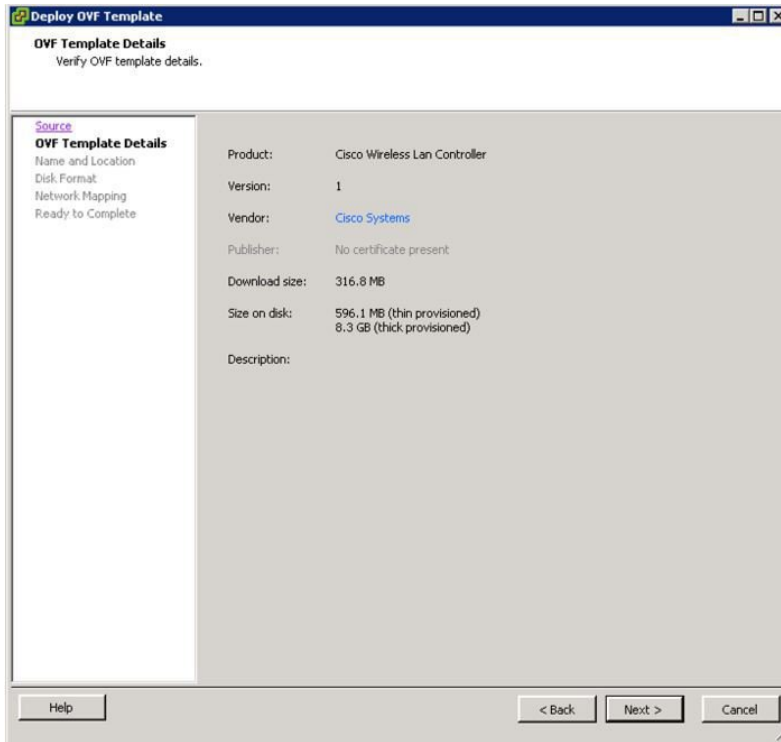 Deploy OVF Template
OVF Template Details
Verify OVF template details.
Source
OVF Template Details
Name and Location
Disk Format
Network Mapping
Ready to Complete
Product: Cisco Wireless Lan Controller
Version: 1
Vendor: Cisco Systems
Publisher: No certificate present
Download size: 316.8 MB
Size on disk: 596.1 MB (thin provisioned)
8.3 GB (thick provisioned)
Description:
Help
< Back
Next >
Cancel